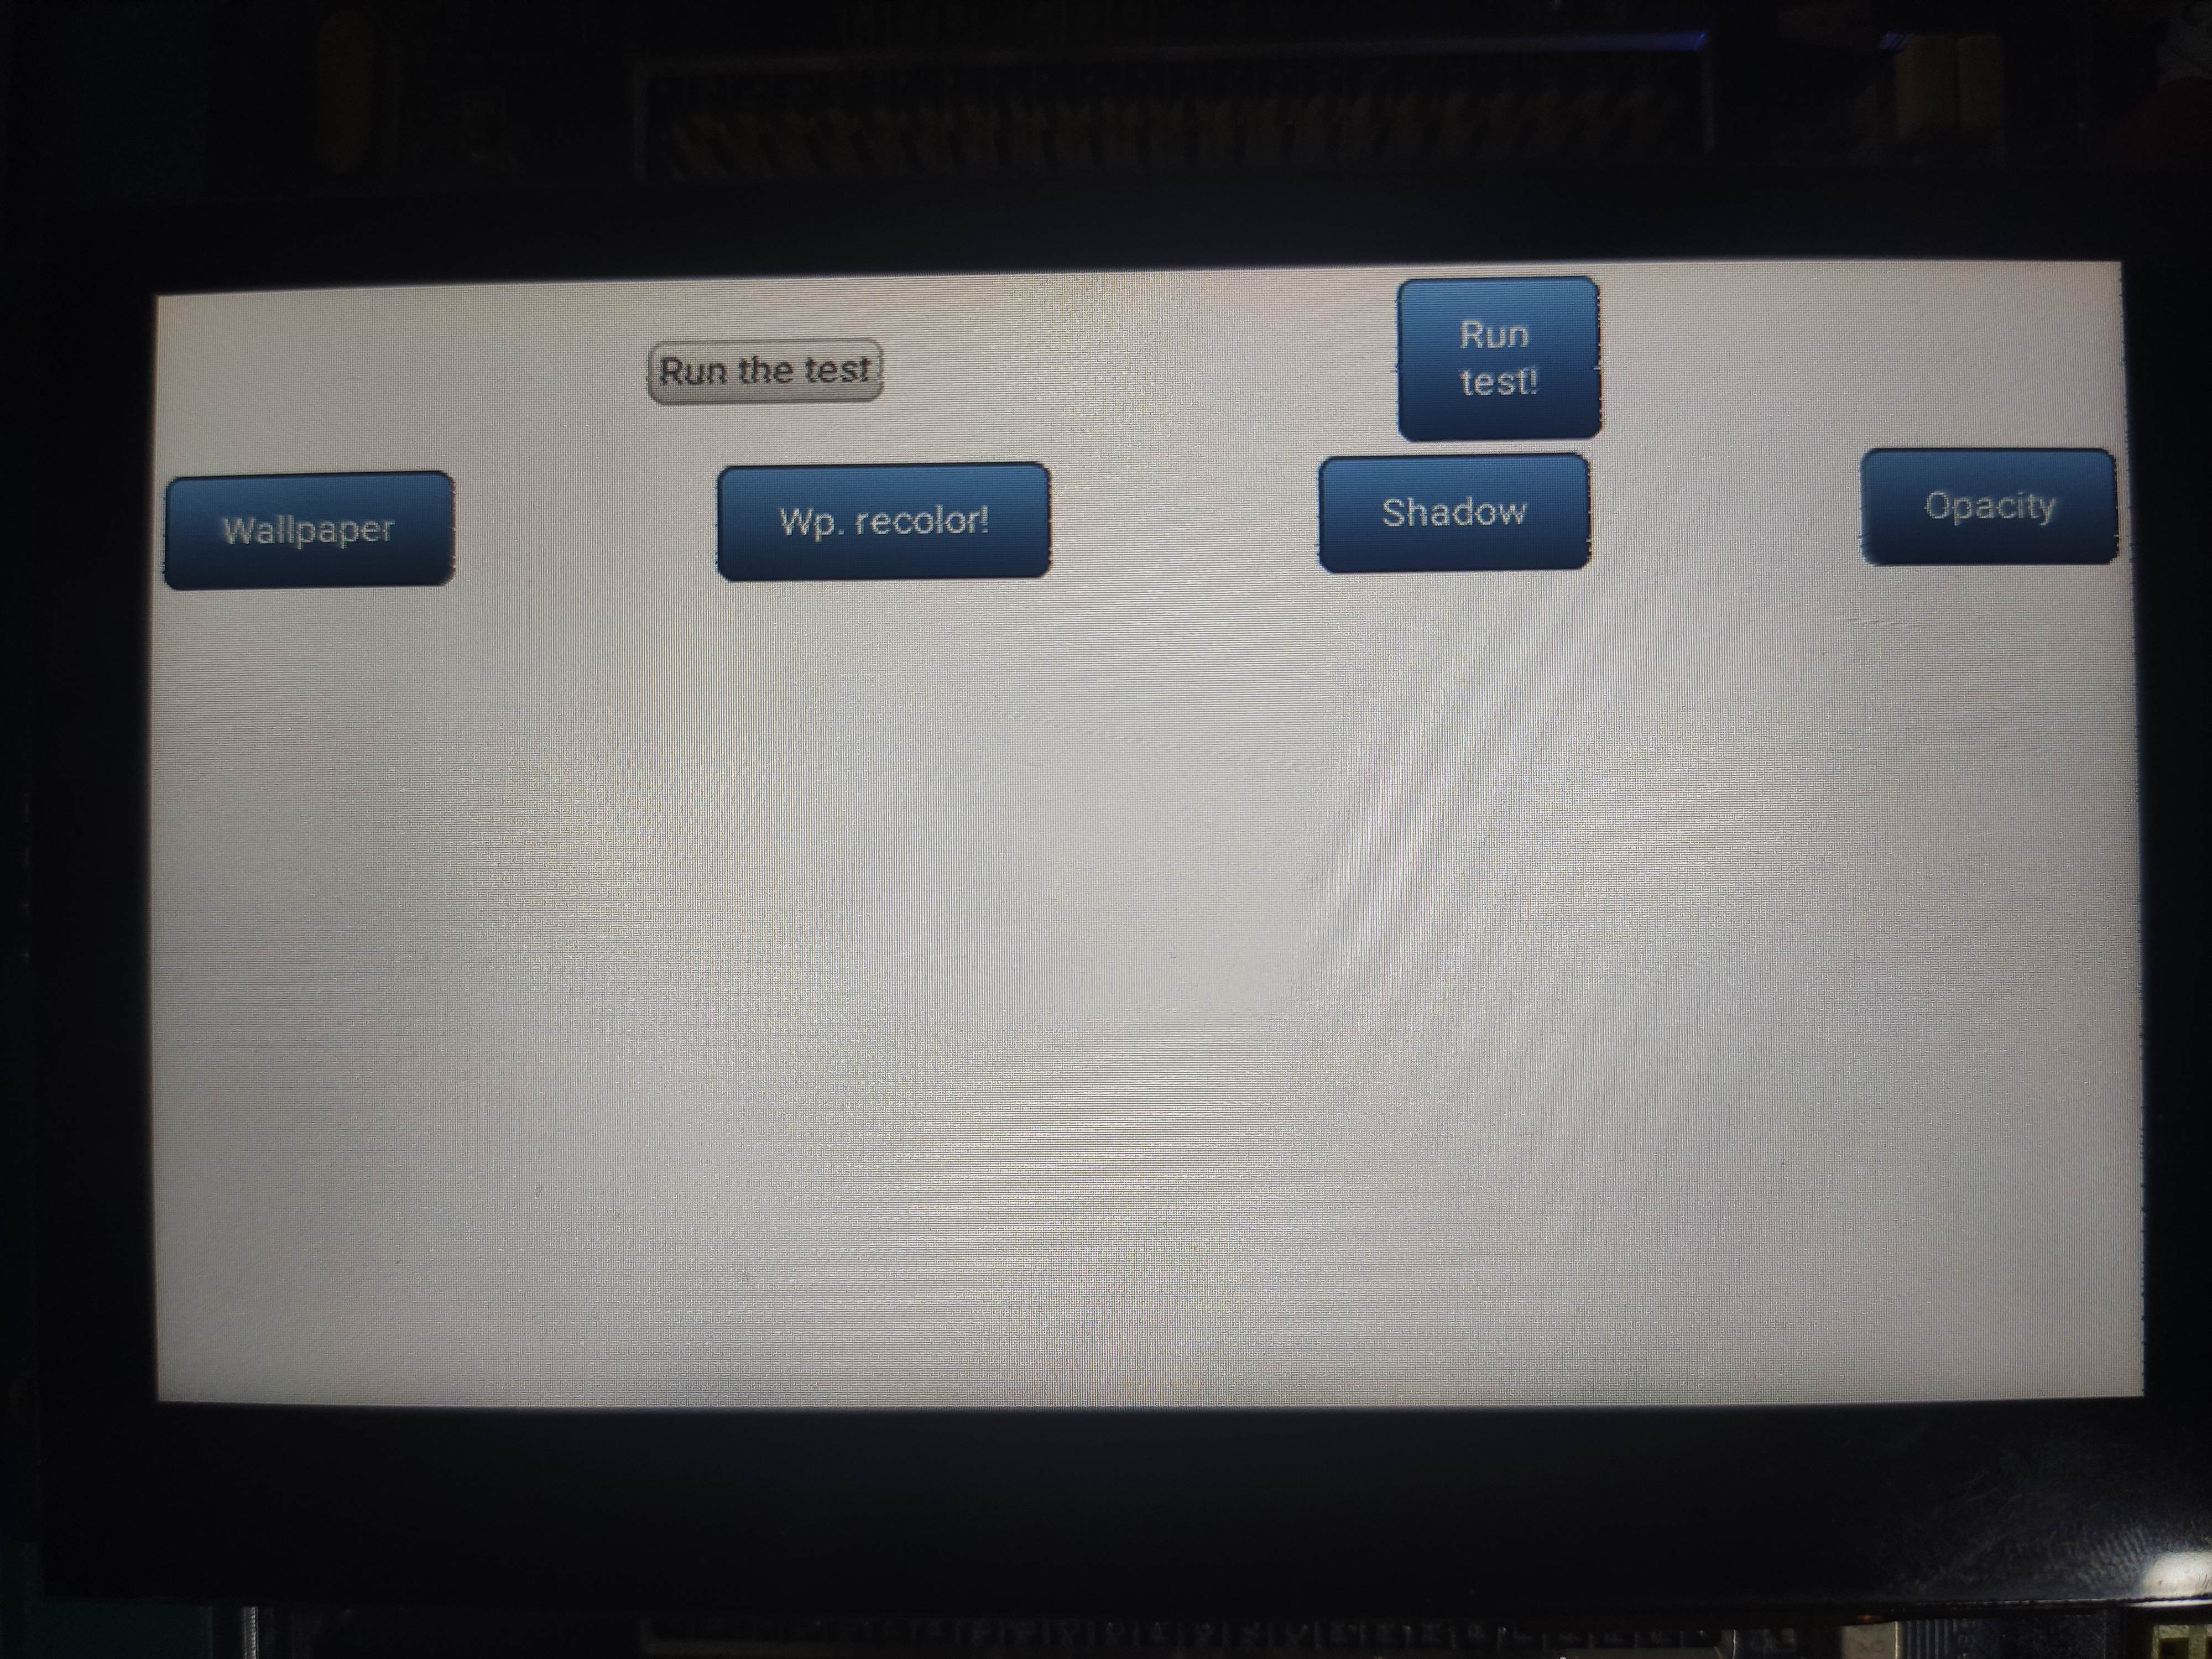 Run the test
Run
test!
Wallpaper
Wp. recolor!
Shadow
Opacity